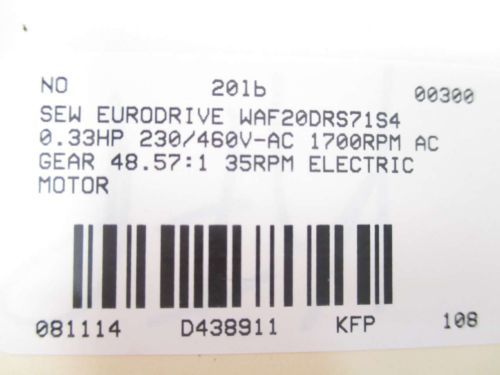 NO 20lb 00300
SEW EURODRIVE WAF20DRS71S4
0.33HP 230/460V-AC 1700RPM AC
GEAR 48.57:1 35RPM ELECTRIC
MOTOR
081114 D438911 KFP 108